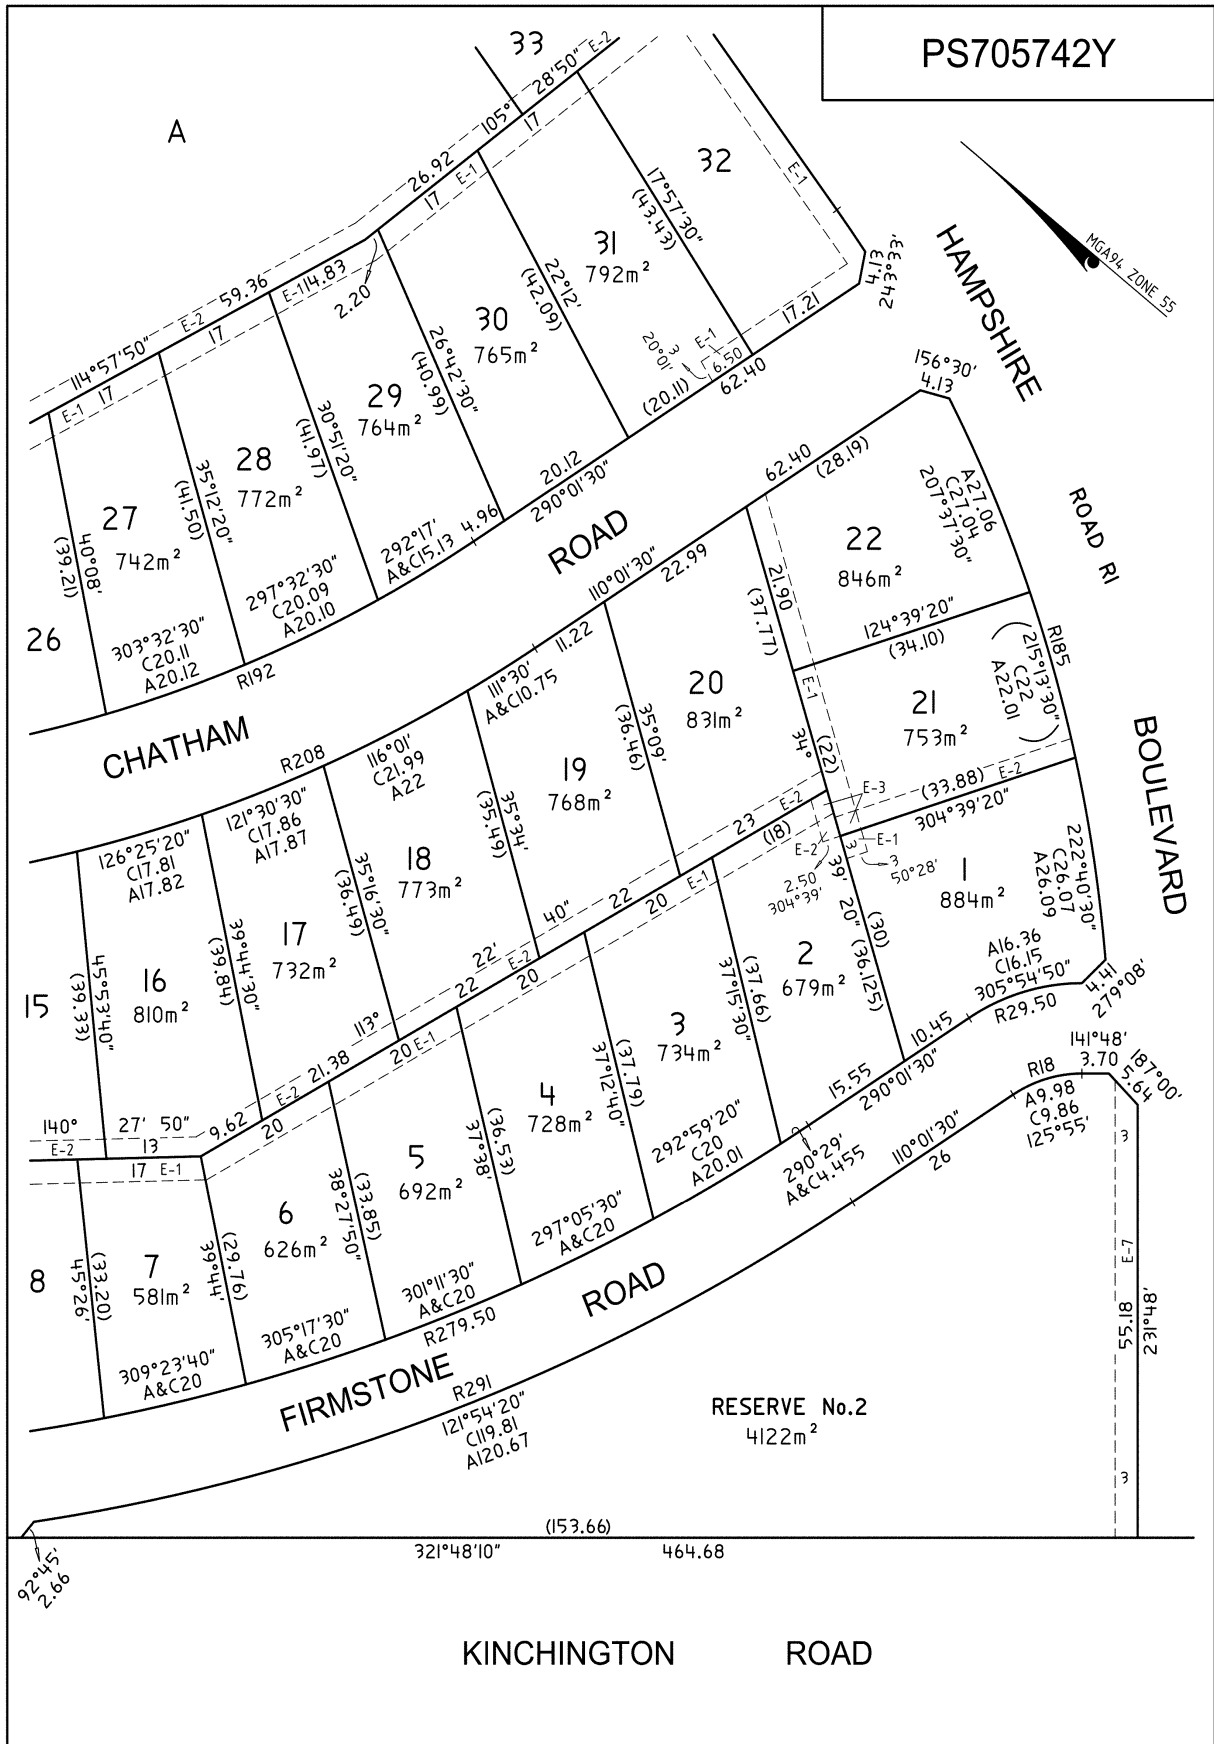 PS705742Y
A
33
E-2
28'50"
105°
17
26.92
17
E-1
32
E-1
MGA94 ZONE 55
HAMPSHIRE
ROAD R1
BOULEVARD
17°57'30"
(43.43)
4.13
243°33'
17.21
31
792m²
22°12'
(42.09)
E-1
3
20°01'
6.50
(20.11)
62.40
59.36
E-1
14.83
2.20
E-2
17
114°57'50"
E-1
17
30
765m²
26°42'30"
(40.99)
20.12
290°01'30"
29
764m²
30°51'20"
(41.97)
4.96
292°17'
A&C15.13
28
772m²
35°12'20"
(41.50)
297°32'30"
C20.09
A20.10
27
742m²
40°08'
(39.21)
303°32'30"
C20.11
A20.12
26
R192
CHATHAM
ROAD
156°30'
4.13
62.40
(28.19)
A27.06
C27.04
207°37'30"
22
846m²
124°39'20"
(34.10)
R185
21.90
(37.77)
110°01'30"
22.99
21
753m²
215°13'30"
C22
A22.01
E-1
34°
(22)
(33.88)
E-2
304°39'20"
20
831m²
35°09'
(36.46)
11.22
111°30'
A&C10.75
19
768m²
35°34'
(35.49)
R208
116°01'
C21.99
A22
18
773m²
35°16'30"
(36.49)
121°30'30"
C17.86
A17.87
17
732m²
39°44'30"
(39.84)
126°25'20"
C17.81
A17.82
16
810m²
45°53'40"
(39.33)
15
E-2
23
(18)
E-3
E-2
3
E-1
3
50°28'
2.50
304°39'
22
E-1
20
40"
22'
E-2
22
20
113°
20
E-1
21.38
E-2
20
9.62
140°
27' 50"
E-2
13
17
E-1
1
884m²
222°40'30"
C26.07
A26.09
39'
20"
(30)
(36.125)
A16.36
C16.15
305°54'50"
R29.50
4.41
279°08'
10.45
2
679m²
37°15'30"
(37.66)
15.55
290°01'30"
3
734m²
(37.79)
37°12'40"
292°59'20"
C20
A20.01
290°29'
A&C4.455
4
728m²
(36.53)
37°38'
297°05'30"
A&C20
5
692m²
(33.85)
38°27'50"
301°11'30"
A&C20
R279.50
6
626m²
(29.76)
39°44'
305°17'30"
A&C20
7
581m²
(33.20)
45°26'
309°23'40"
A&C20
8
FIRMSTONE
ROAD
141°48'
3.70
187°00'
5.64
R18
A9.98
C9.86
125°55'
110°01'30"
26
R291
121°54'20"
C119.81
A120.67
RESERVE No.2
4122m²
3
E-7
3
55.18
231°48'
(153.66)
321°48'10"
464.68
92°45'
2.66
KINCHINGTON ROAD